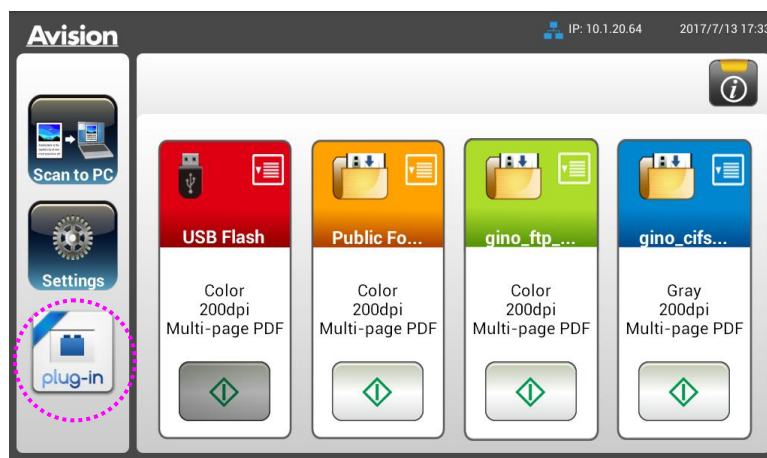 Avision
IP: 10.1.20.64 2017/7/13 17:33
Scan to PC
Settings
plug-in
USB Flash
Color
200dpi
Multi-page PDF
Public Fo...
Color
200dpi
Multi-page PDF
gino_ftp_...
Color
200dpi
Multi-page PDF
gino_cifs...
Gray
200dpi
Multi-page PDF